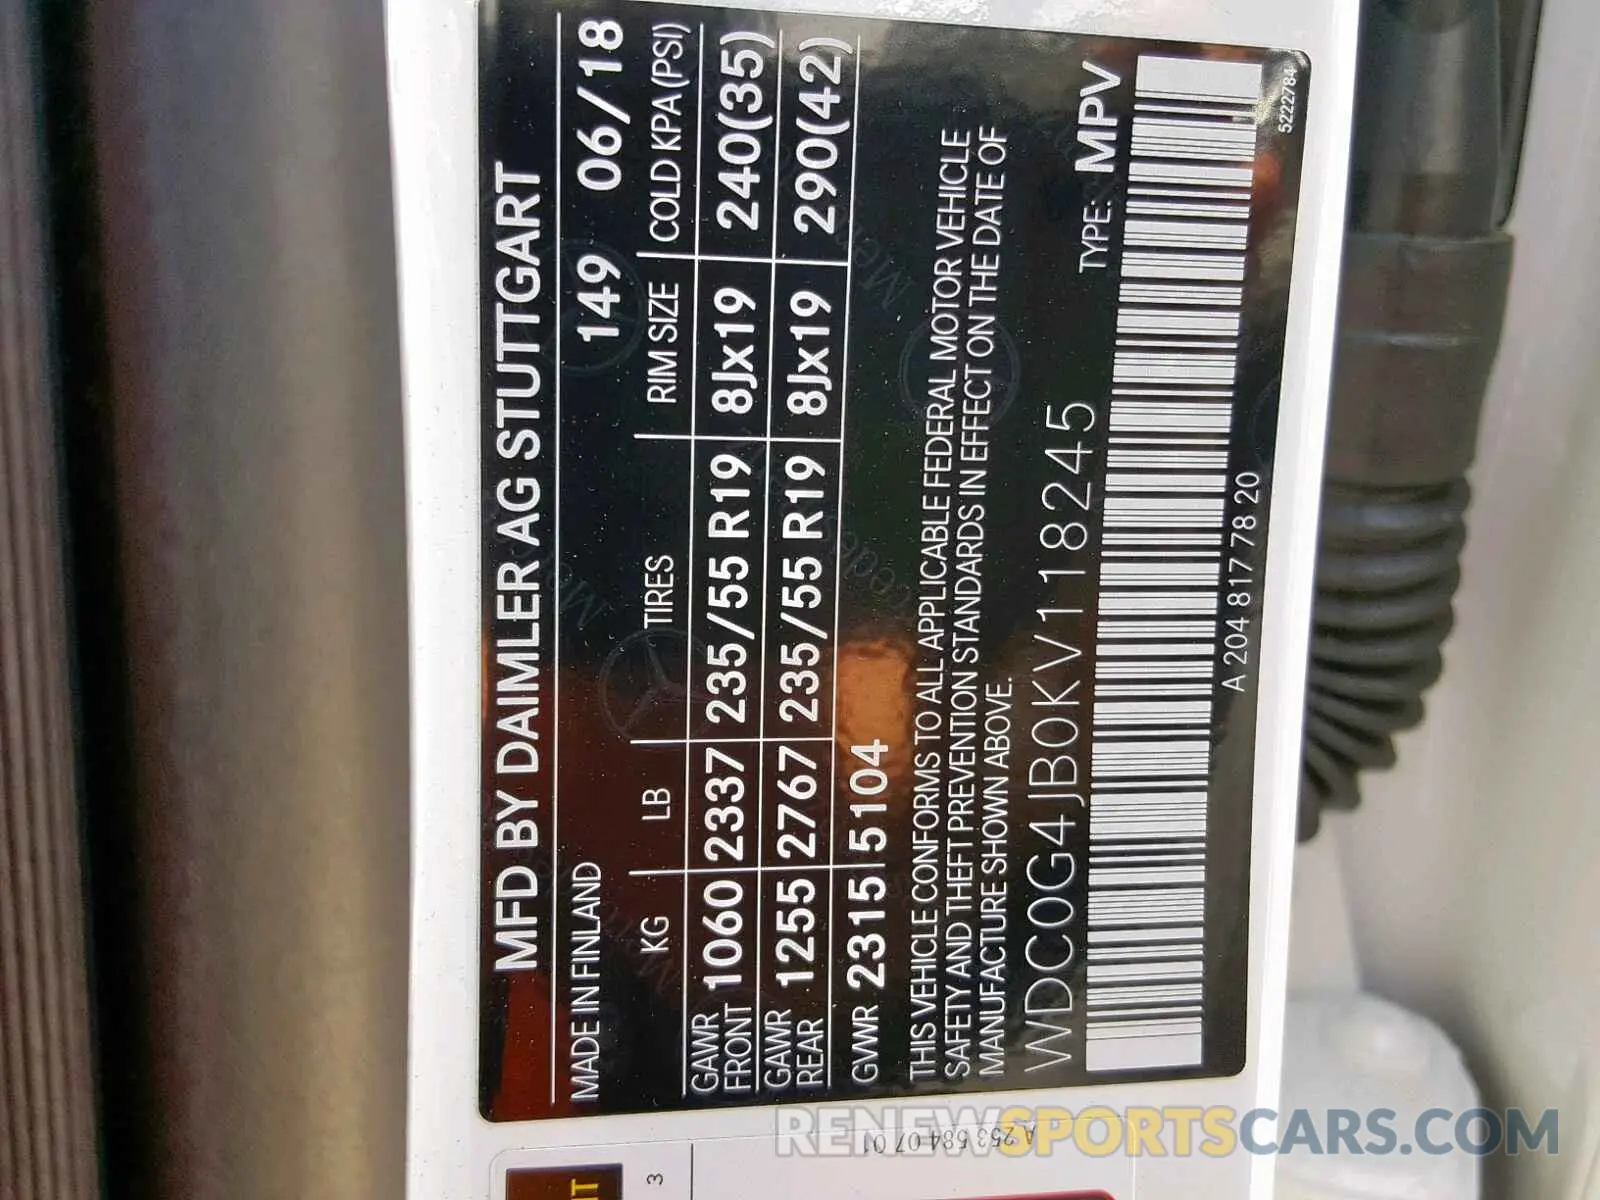 MFD BY DAIMLER AG STUTTGART
MADE IN FINLAND 149 06/18
KG LB TIRES RIM SIZE COLD KPA(PSI)
GAWR FRONT 1060 2337 235/55 R19 8Jx19 240(35)
GAWR REAR 1255 2767 235/55 R19 8Jx19 290(42)
GVWR 2315 5104
THIS VEHICLE CONFORMS TO ALL APPLICABLE FEDERAL MOTOR VEHICLE
SAFETY AND THEFT PREVENTION STANDARDS IN EFFECT ON THE DATE OF
MANUFACTURE SHOWN ABOVE.
WDC0G4JB0KV118245 TYPE: MPV
A 204 817 78 20
5222784
A 253 584 07 01
3
RENEWSPORTSCARS.COM